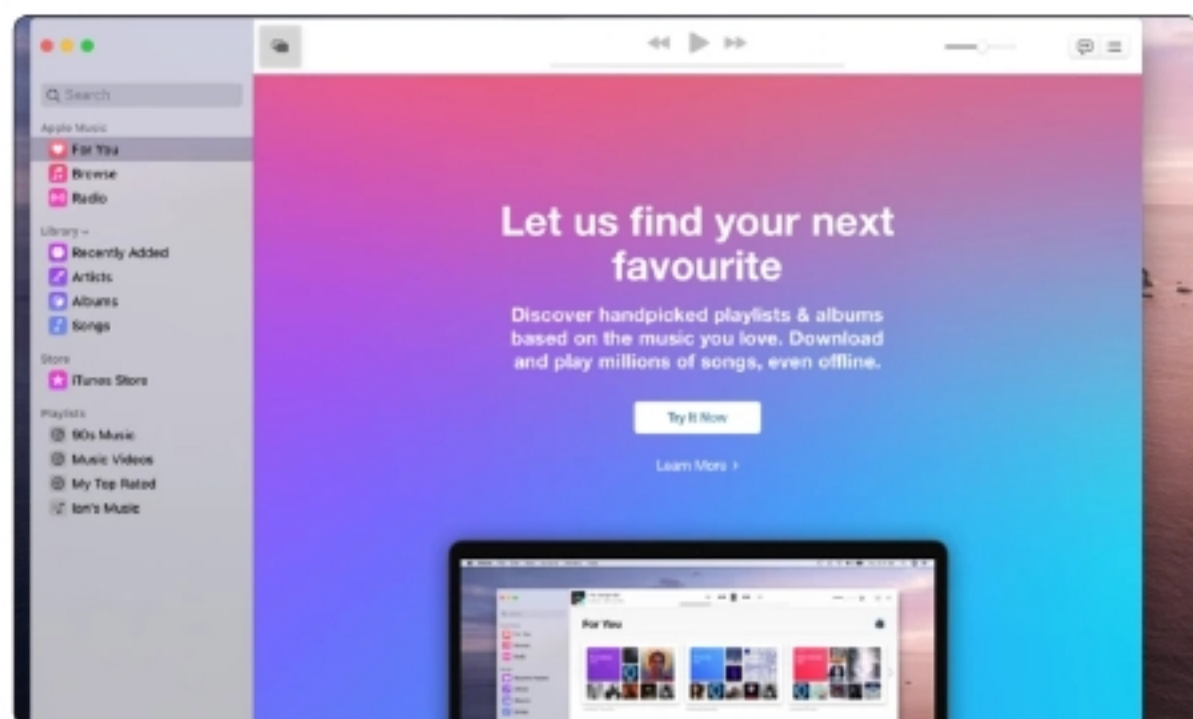 Search
Apple Music
For You
Browse
Radio
Library
Recently Added
Artists
Albums
Songs
Store
iTunes Store
Playlists
90s Music
Music Videos
My Top Rated
Ion's Music
Let us find your next
favourite
Discover handpicked playlists & albums
based on the music you love. Download
and play millions of songs, even offline.
Try It Now
Learn More >
For You